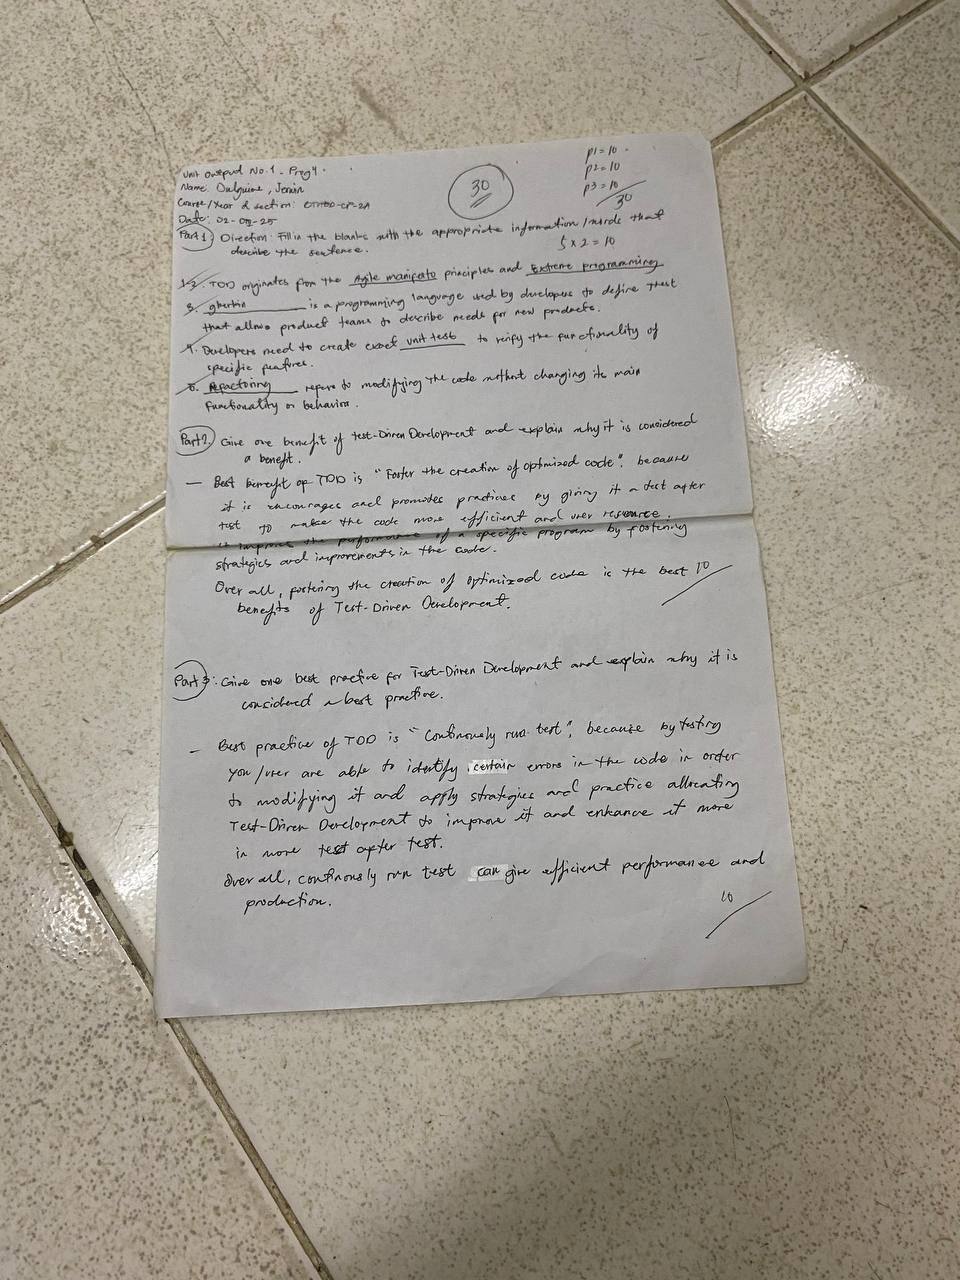 Unit Output No. 1 - Prog 4
Name: Dulguime, Jenin
Course/Year & section:
Date: 02-08-25
30
p1 = 10
p2 = 10
p3 = 10
30
Part 1. Direction: Fill in the blanks with the appropriate information/words that
describe the sentence.
5 x 2 = 10
1-2. TDD originates from the Agile manifato principles and Extreme programming
3. gherkin is a programming language used by developers to define that
that allows product teams to describe needs for new products.
4. Developers need to create exact unit test to verify the functionality of
specific features.
5. Refactoring refers to modifying the code without changing its main
functionality or behavior.
Part 2. Give one benefit of Test-Driven Development and explain why it is considered
a benefit.
- Best benefit of TDD is "Foster the creation of optimized code", because
it is encourages and promotes practices by giving it a test after
test to make the code more efficient and user resource.
it improve the performance of a specific program by fostering
strategies and improvements in the code.
Over all, fostering the creation of optimized code is the best 10
benefits of Test-Driven Development.
Part 3: Give one best practice for Test-Driven Development and explain why it is
considered a best practice.
- Best practice of TDD is "Continously run test", because by testing
you/user are able to identify certain errors in the code in order
to modifying it and apply strategies and practice allocating
Test-Driven Development to improve it and enhance it more
in more test after test.
Over all, continously run test can give efficient performance and
production.
10